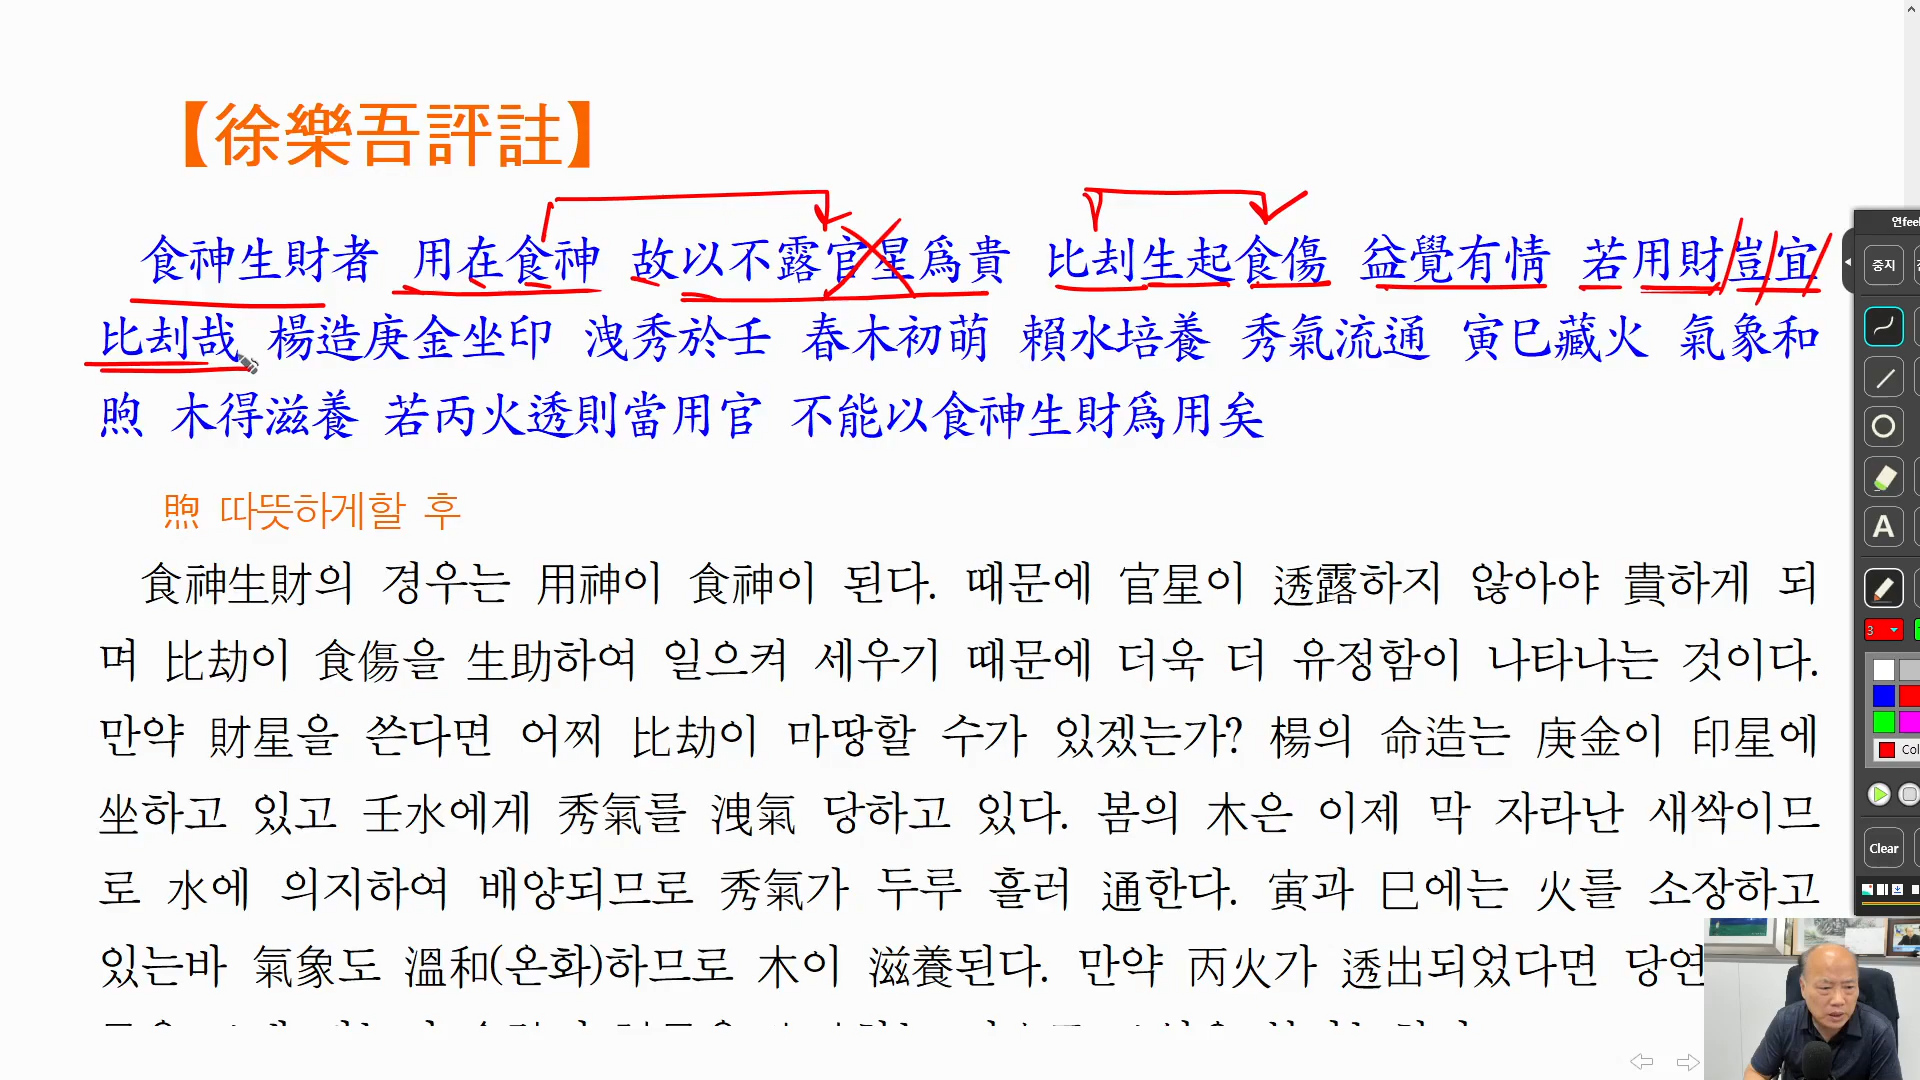 【徐樂吾評註】
食神生財者 用在食神 故以不露官星爲貴 比刦生起食傷 益覺有情 若用財豈宜
比刦哉 楊造庚金坐印 洩秀於壬 春木初萌 賴水培養 秀氣流通 寅巳藏火 氣象和
煦 木得滋養 若丙火透則當用官 不能以食神生財爲用矣
煦 따뜻하게할 후
食神生財의 경우는 用神이 食神이 된다. 때문에 官星이 透露하지 않아야 貴하게 되
며 比劫이 食傷을 生助하여 일으켜 세우기 때문에 더욱 더 유정함이 나타나는 것이다.
만약 財星을 쓴다면 어찌 比劫이 마땅할 수가 있겠는가? 楊의 命造는 庚金이 印星에
坐하고 있고 壬水에게 秀氣를 洩氣 당하고 있다. 봄의 木은 이제 막 자라난 새싹이므
로 水에 의지하여 배양되므로 秀氣가 두루 흘러 通한다. 寅과 巳에는 火를 소장하고
있는바 氣象도 溫和(온화)하므로 木이 滋養된다. 만약 丙火가 透出되었다면 당연
연feel
중지
A
3
Col
Clear